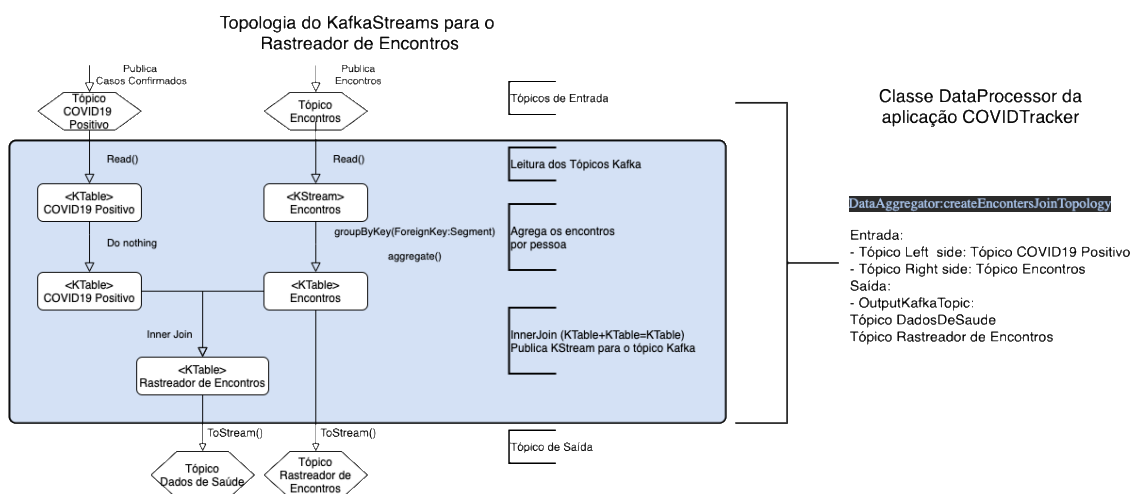 Topologia do KafkaStreams para o
Rastreador de Encontros
Publica
Casos Confirmados
Publica
Encontros
Tópico
COVID19
Positivo
Tópico
Encontros
Tópicos de Entrada
Classe DataProcessor da
aplicação COVIDTracker
Read()
Read()
Leitura dos Tópicos Kafka
<KTable>
COVID19 Positivo
<KStream>
Encontros
Do nothing
groupByKey(ForeignKey:Segment)
aggregate()
Agrega os encontros
por pessoa
<KTable>
COVID19 Positivo
<KTable>
Encontros
Inner Join
InnerJoin (KTable+KTable=KTable)
Publica KStream para o tópico Kafka
<KTable>
Rastreador de Encontros
DataAggregator:createEncontersJoinTopology
Entrada:
- Tópico Left  side: Tópico COVID19 Positivo
- Tópico Right side: Tópico Encontros
Saída:
- OutputKafkaTopic:
Tópico DadosDeSaude
Tópico Rastreador de Encontros
ToStream()
ToStream()
Tópico de Saída
Tópico
Dados de Saúde
Tópico
Rastreador de
Encontros